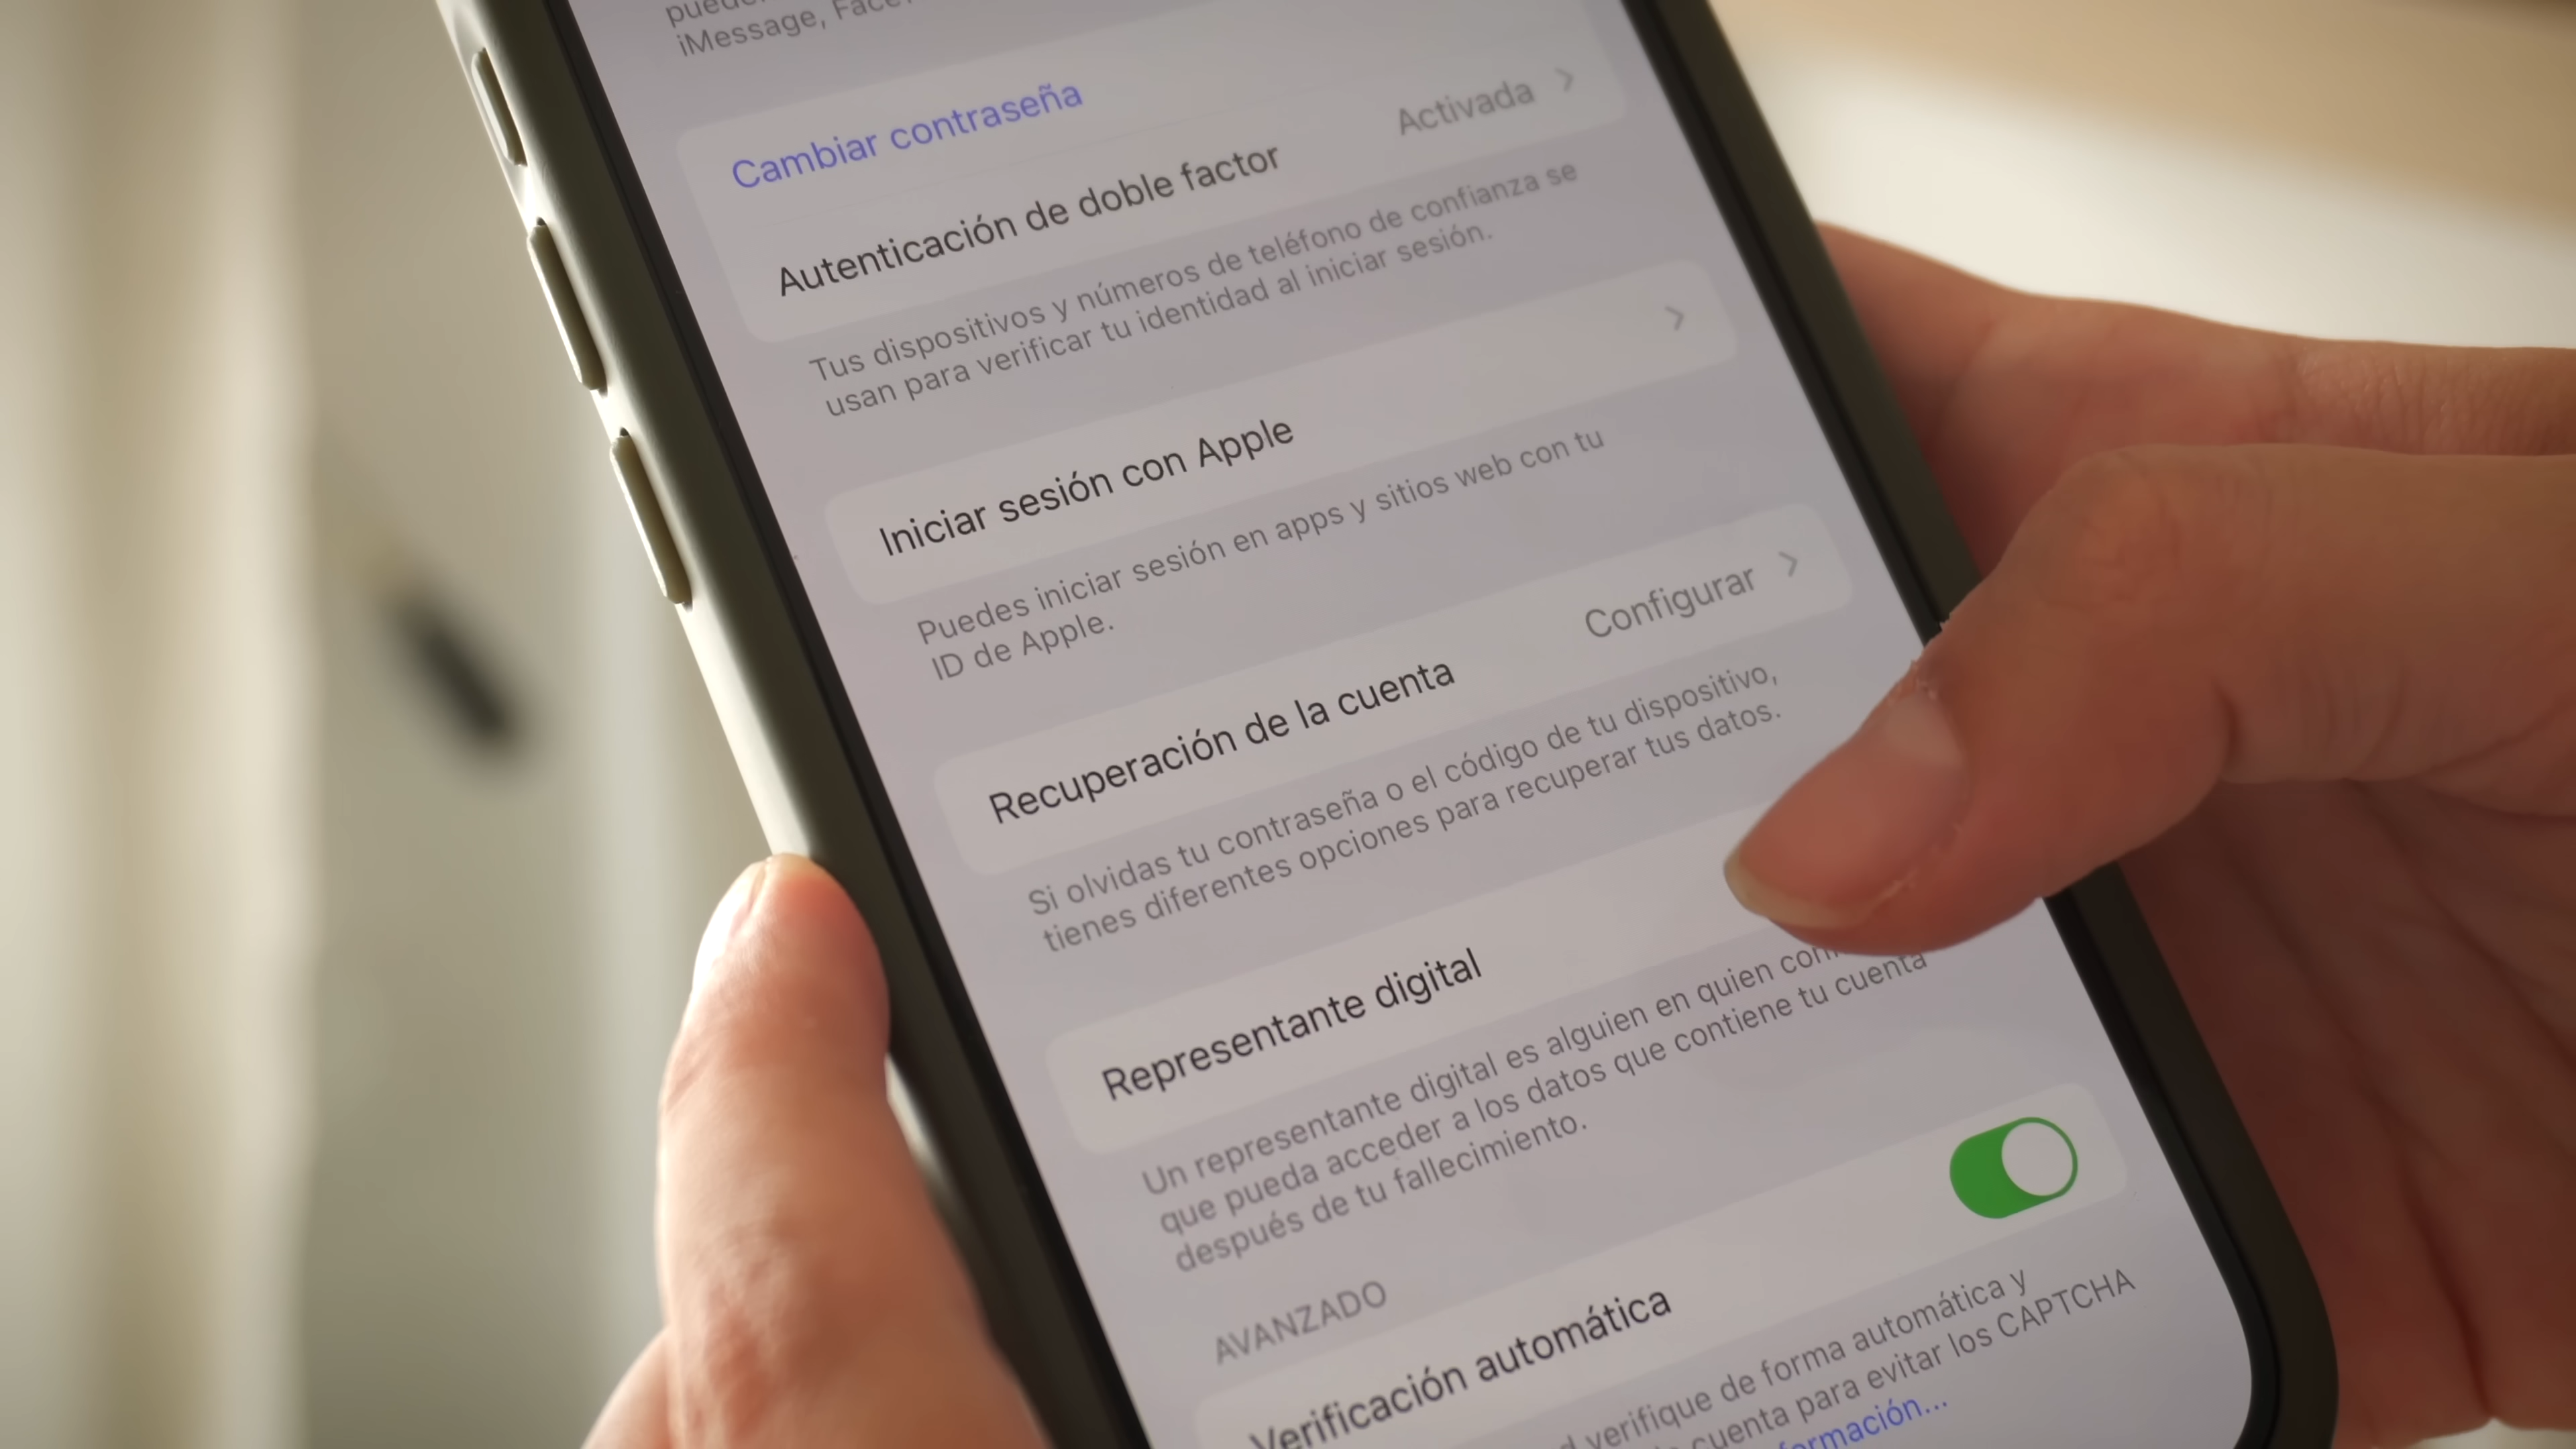 iMessage,
Cambiar contraseña
Autenticación de doble factor Activada
Tus dispositivos y números de teléfono de confianza se
usan para verificar tu identidad al iniciar sesión.
Iniciar sesión con Apple
Puedes iniciar sesión en apps y sitios web con tu
ID de Apple.
Recuperación de la cuenta Configurar
Si olvidas tu contraseña o el código de tu dispositivo,
tienes diferentes opciones para recuperar tus datos.
Representante digital
Un representante digital es alguien en quien
que pueda acceder a los datos que contiene tu cuenta
después de tu fallecimiento.
AVANZADO
Verificación automática
verifique de forma automática y
cuenta para evitar los CAPTCHA